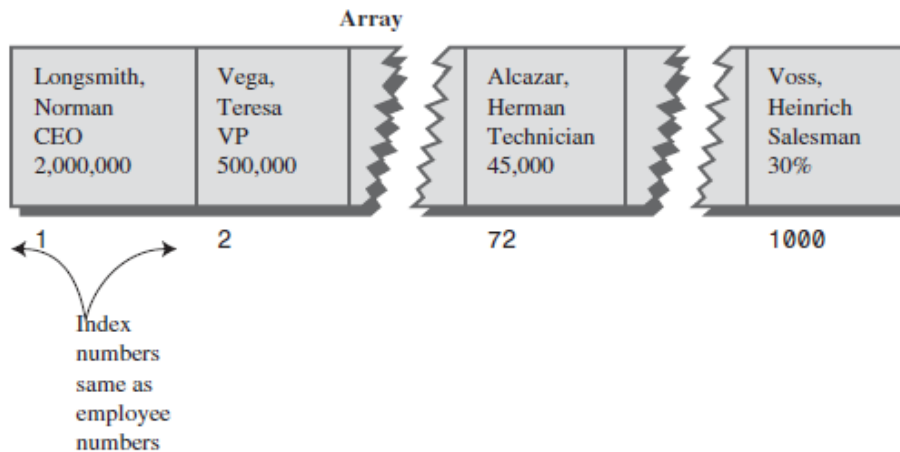 Array
Longsmith,
Norman
CEO
2,000,000
Vega,
Teresa
VP
500,000
Alcazar,
Herman
Technician
45,000
Voss,
Heinrich
Salesman
30%
1
2
72
1000
Index
numbers
same as
employee
numbers